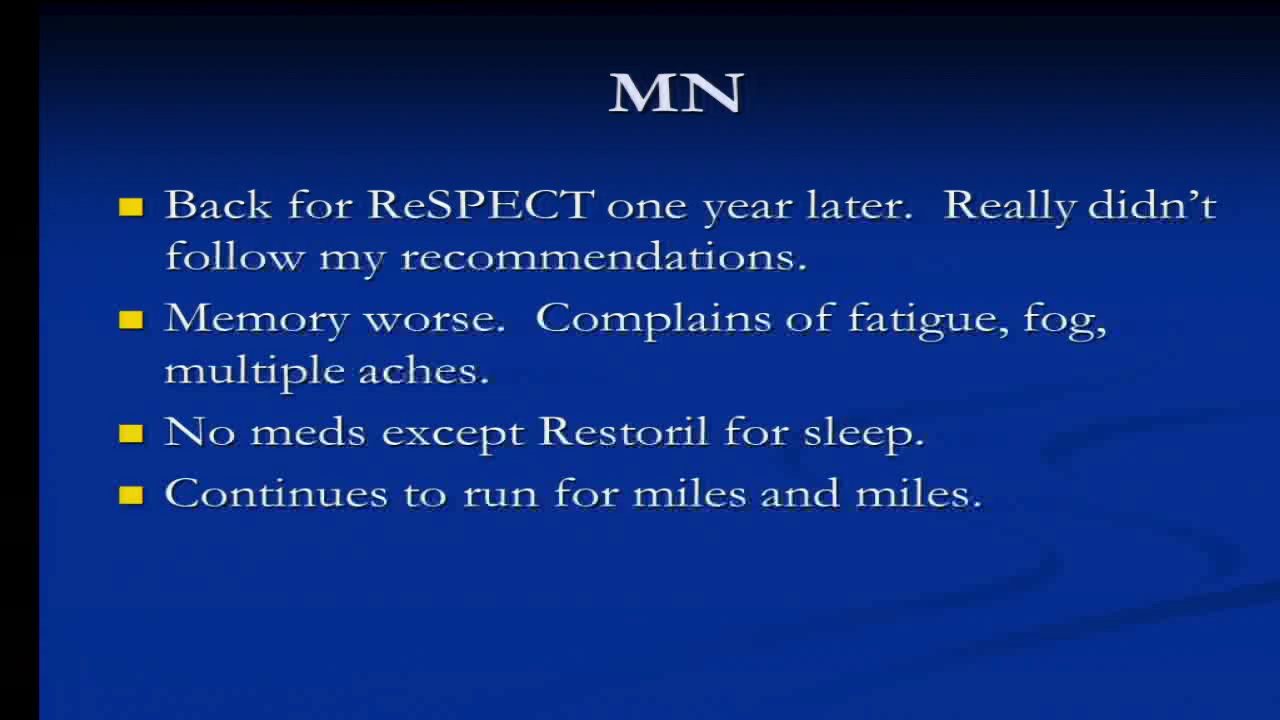 MN
Back for ReSPECT one year later. Really didn’t
follow my recommendations.
Memory worse. Complains of fatigue, fog,
multiple aches.
No meds except Restoril for sleep.
Continues to run for miles and miles.